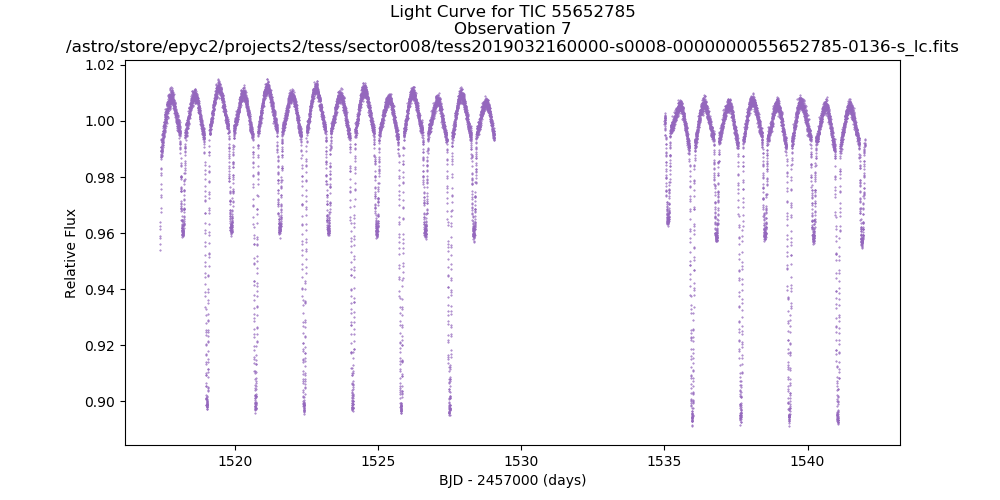 Light Curve for TIC 55652785
Observation 7
/astro/store/epyc2/projects2/tess/sector008/tess2019032160000-s0008-0000000055652785-0136-s_lc.fits
1.02
1.00
0.98
0.96
0.94
0.92
0.90
Relative Flux
1520
1525
1530
1535
1540
BJD - 2457000 (days)